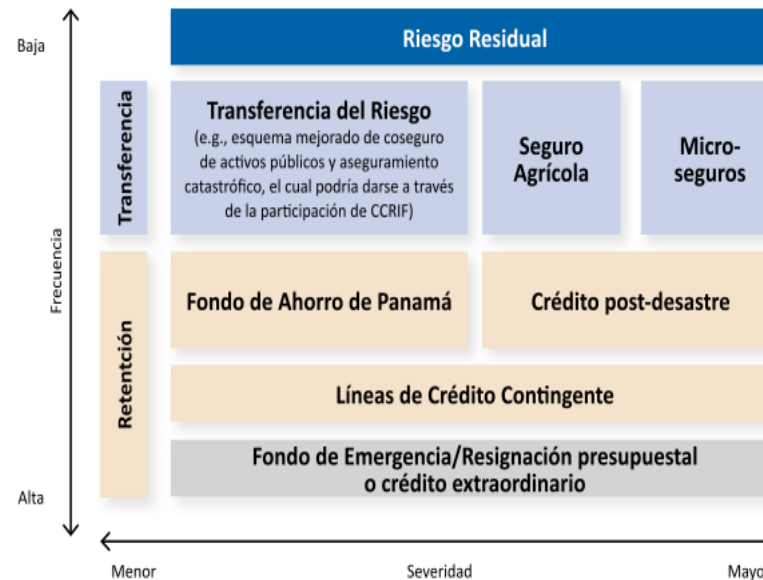 Baja
Riesgo Residual
Transferencia
Transferencia del Riesgo
(e.g., esquema mejorado de coseguro
de activos públicos y aseguramiento
catastrófico, el cual podría darse a través
de la participación de CCRIF)
Seguro
Agrícola
Micro-
seguros
Frecuencia
Retentción
Fondo de Ahorro de Panamá
Crédito post-desastre
Líneas de Crédito Contingente
Fondo de Emergencia/Resignación presupuestal
o crédito extraordinario
Alta
Menor
Severidad
Mayo